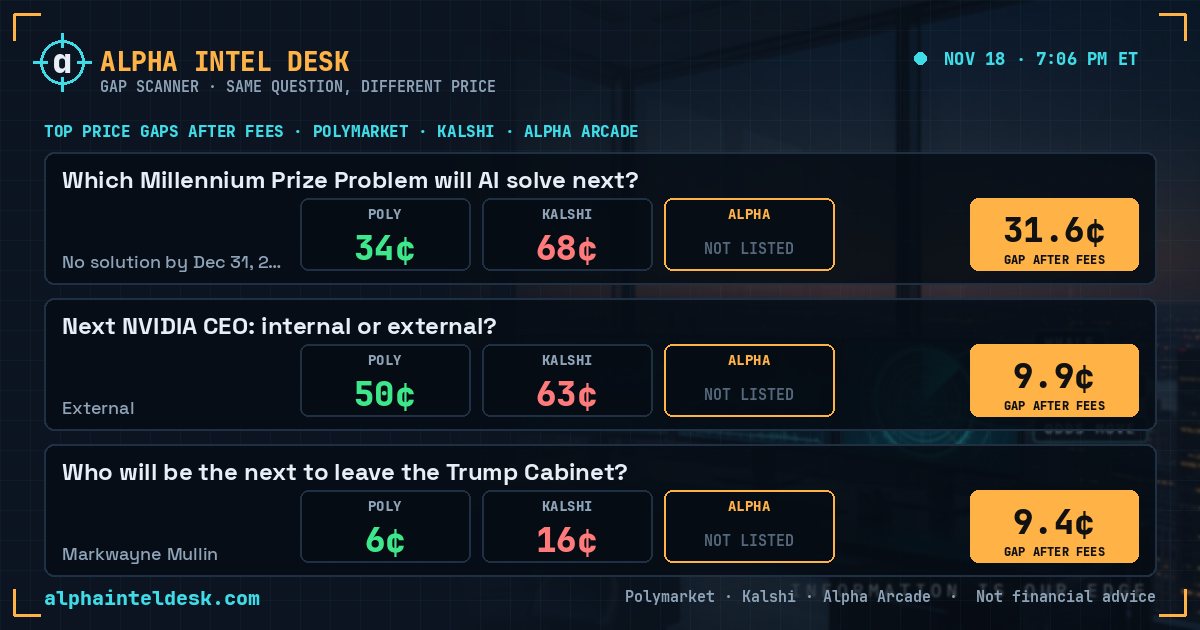 α
ALPHA INTEL DESK
GAP SCANNER · SAME QUESTION, DIFFERENT PRICE
NOV 18 · 7:06 PM ET
TOP PRICE GAPS AFTER FEES · POLYMARKET · KALSHI · ALPHA ARCADE
Which Millennium Prize Problem will AI solve next?
No solution by Dec 31, 2...
POLY
34¢
KALSHI
68¢
ALPHA
NOT LISTED
31.6¢
GAP AFTER FEES
Next NVIDIA CEO: internal or external?
External
POLY
50¢
KALSHI
63¢
ALPHA
NOT LISTED
9.9¢
GAP AFTER FEES
Who will be the next to leave the Trump Cabinet?
Markwayne Mullin
POLY
6¢
KALSHI
16¢
ALPHA
NOT LISTED
9.4¢
GAP AFTER FEES
INFORMATION IS OUR EDGE
alphainteldesk.com
Polymarket · Kalshi · Alpha Arcade · Not financial advice